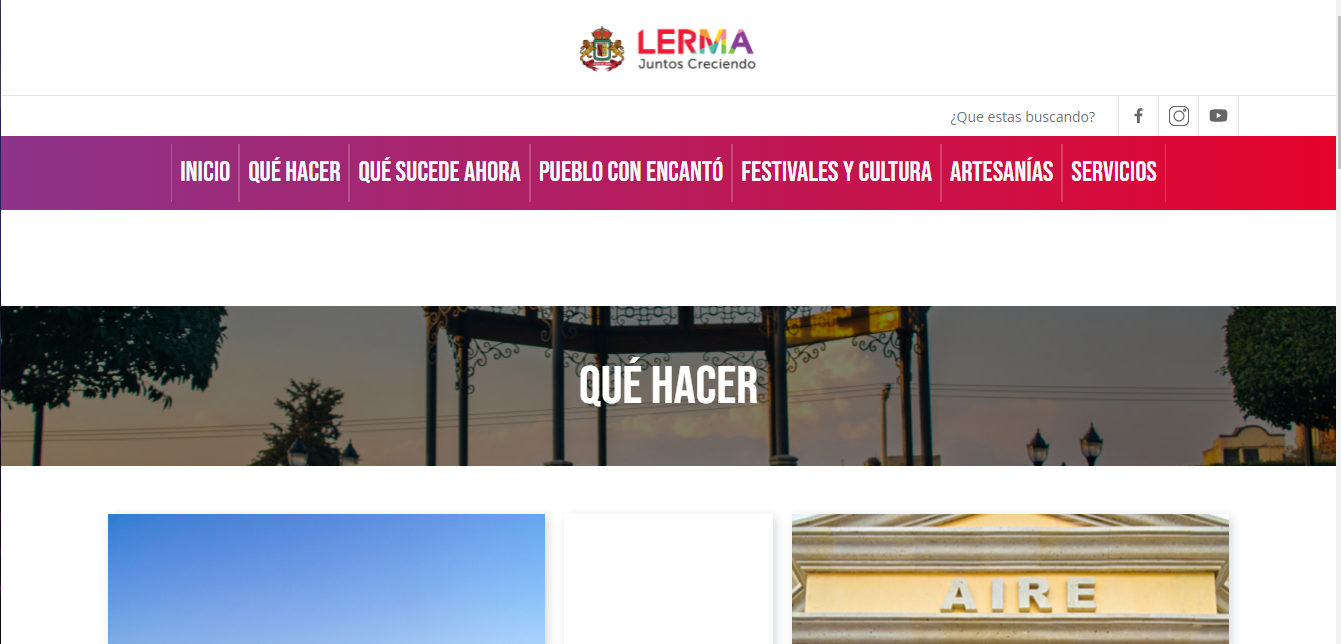 LERMA
Juntos Creciendo
¿Que estas buscando?
INICIO QUÉ HACER QUÉ SUCEDE AHORA PUEBLO CON ENCANTÓ FESTIVALES Y CULTURA ARTESANÍAS SERVICIOS
QUÉ HACER
AIRE